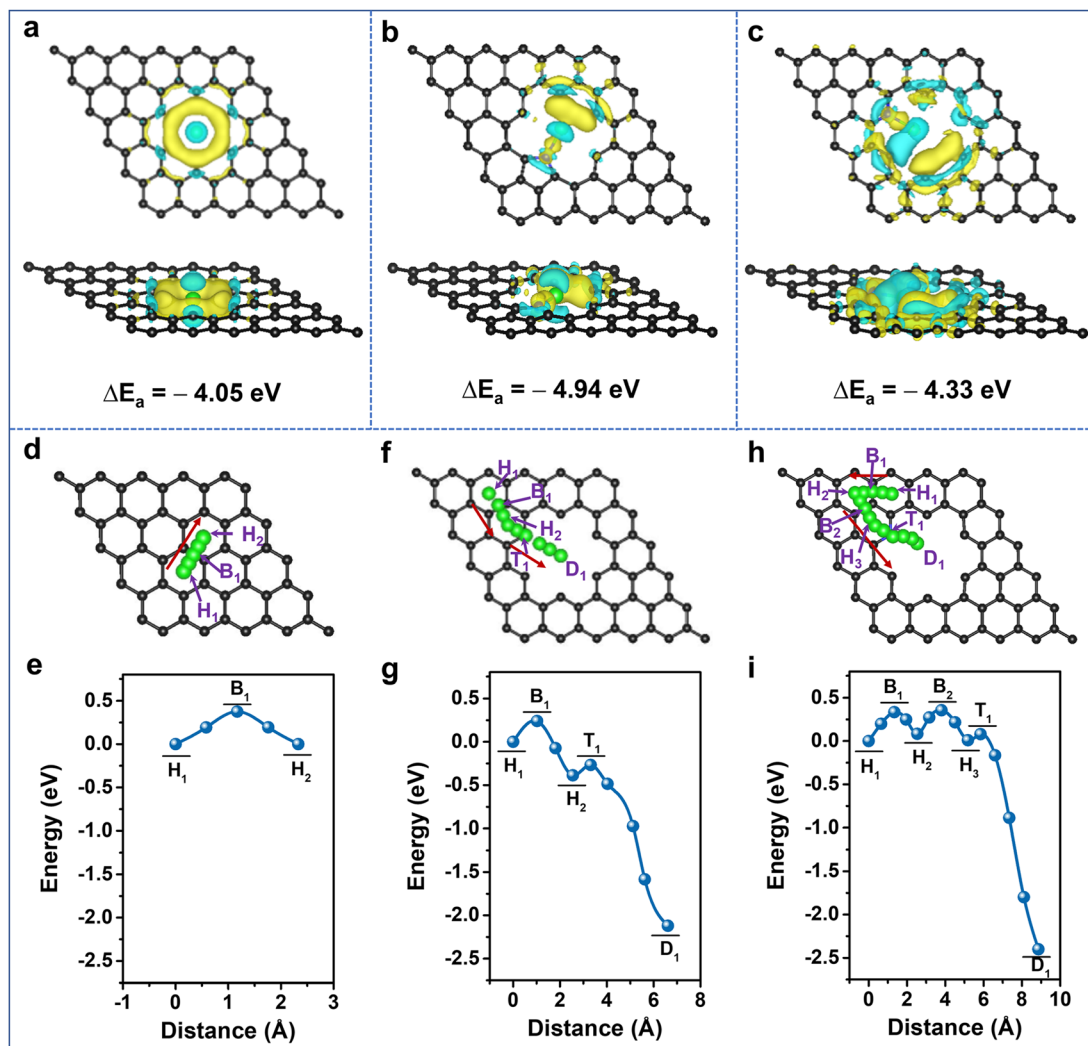 a
b
c
ΔEₐ = − 4.05 eV
ΔEₐ = − 4.94 eV
ΔEₐ = − 4.33 eV
d
H₂
B₁
H₁
f
H₁
B₁
H₂
T₁
D₁
h
B₁
H₂
H₁
B₂
T₁
H₃
D₁
e
0.5
0.0
-0.5
-1.0
-1.5
-2.0
-2.5
Energy (eV)
B₁
H₁
H₂
-1 0 1 2 3
Distance (Å)
g
0.5
0.0
-0.5
-1.0
-1.5
-2.0
-2.5
Energy (eV)
B₁
H₁
T₁
H₂
D₁
0 2 4 6 8
Distance (Å)
i
0.5
0.0
-0.5
-1.0
-1.5
-2.0
-2.5
Energy (eV)
B₁
B₂
T₁
H₁
H₂
H₃
D₁
0 2 4 6 8 10
Distance (Å)